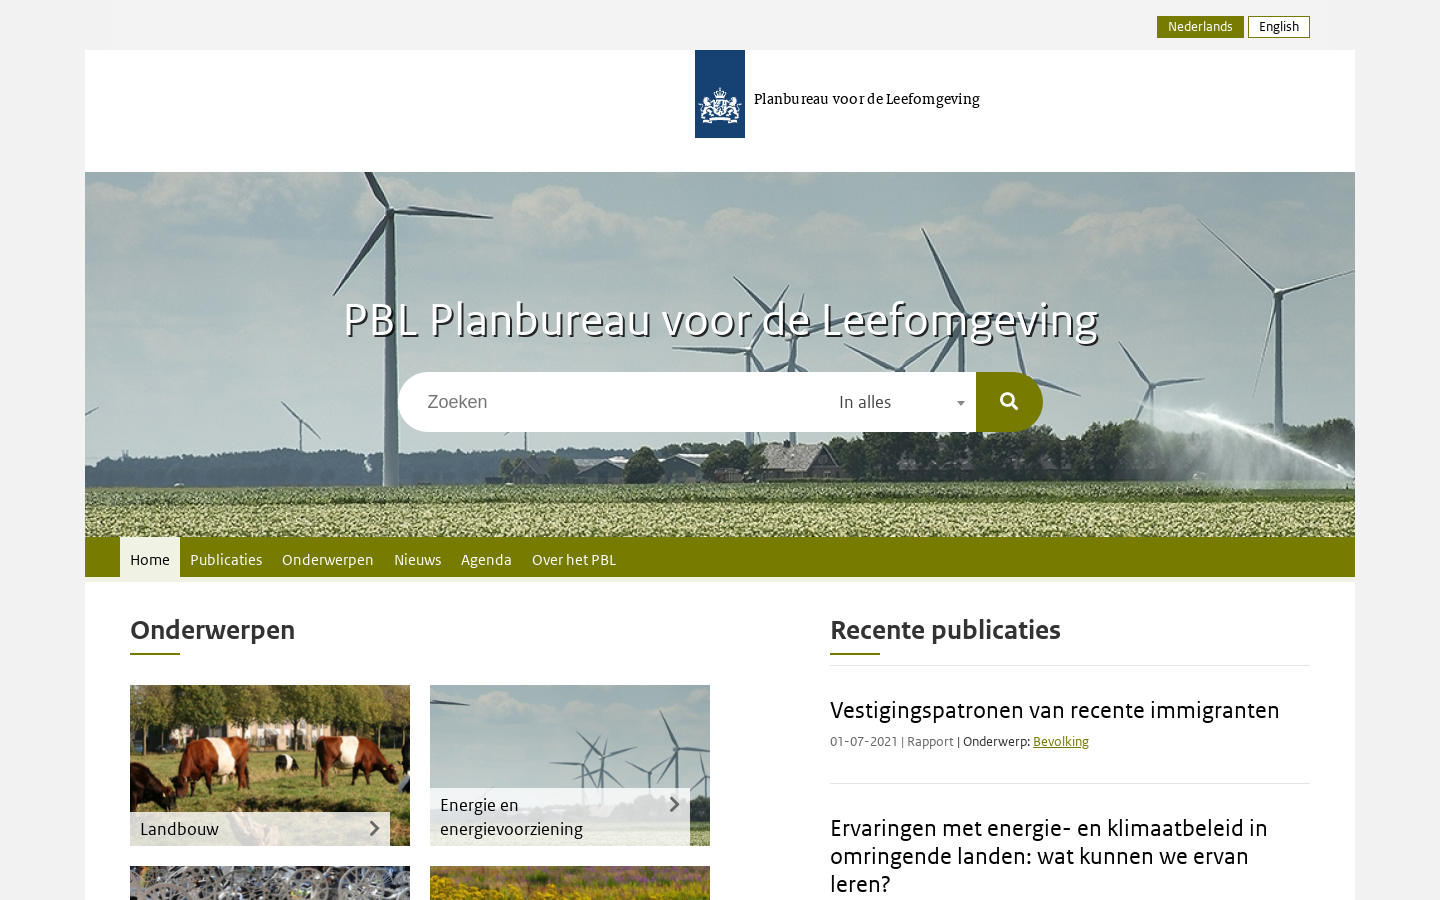 Nederlands
English
Planbureau voor de Leefomgeving
PBL Planbureau voor de Leefomgeving
Zoeken
In alles
Home
Publicaties
Onderwerpen
Nieuws
Agenda
Over het PBL
Onderwerpen
Landbouw
Energie en
energievoorziening
Recente publicaties
Vestigingspatronen van recente immigranten
01-07-2021 | Rapport | Onderwerp: Bevolking
Ervaringen met energie- en klimaatbeleid in
omringende landen: wat kunnen we ervan
leren?